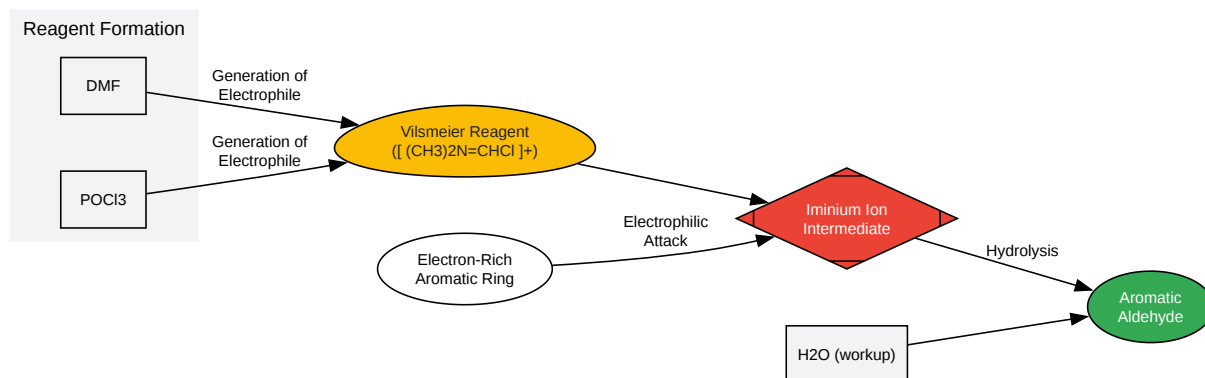 Reagent Formation
DMF
Generation of
Electrophile
POCl3
Generation of
Electrophile
Vilsmeier Reagent
([ (CH3)2N=CHCl ]+)
Electron-Rich
Aromatic Ring
Electrophilic
Attack
Iminium Ion
Intermediate
Hydrolysis
H2O (workup)
Aromatic
Aldehyde